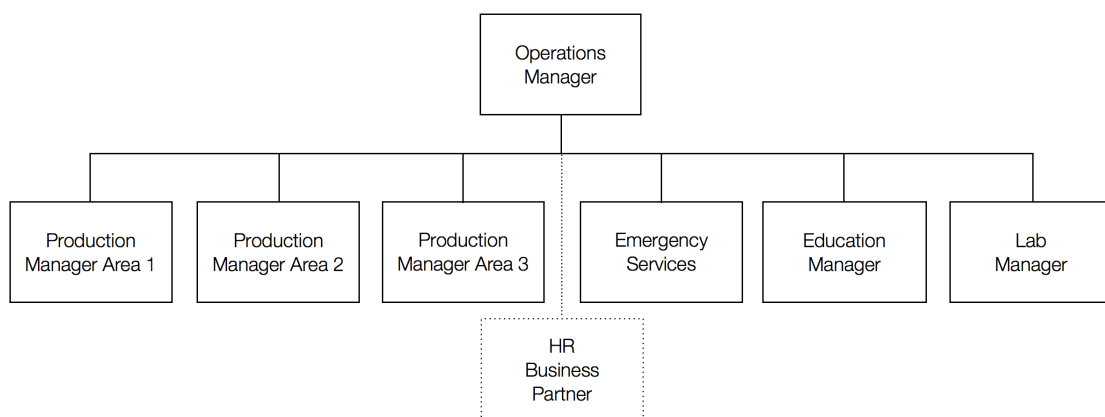 Operations
Manager
Production
Manager Area 1
Production
Manager Area 2
Production
Manager Area 3
Emergency
Services
Education
Manager
Lab
Manager
HR
Business
Partner